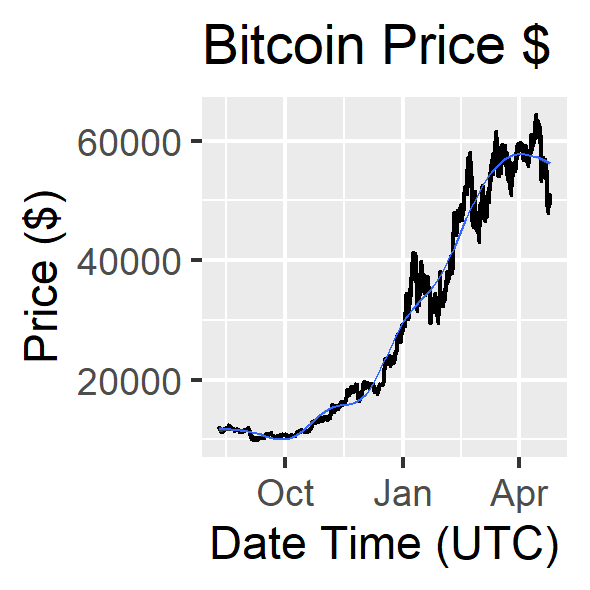 Bitcoin Price $
Price ($)
60000
40000
20000
Oct Jan Apr
Date Time (UTC)